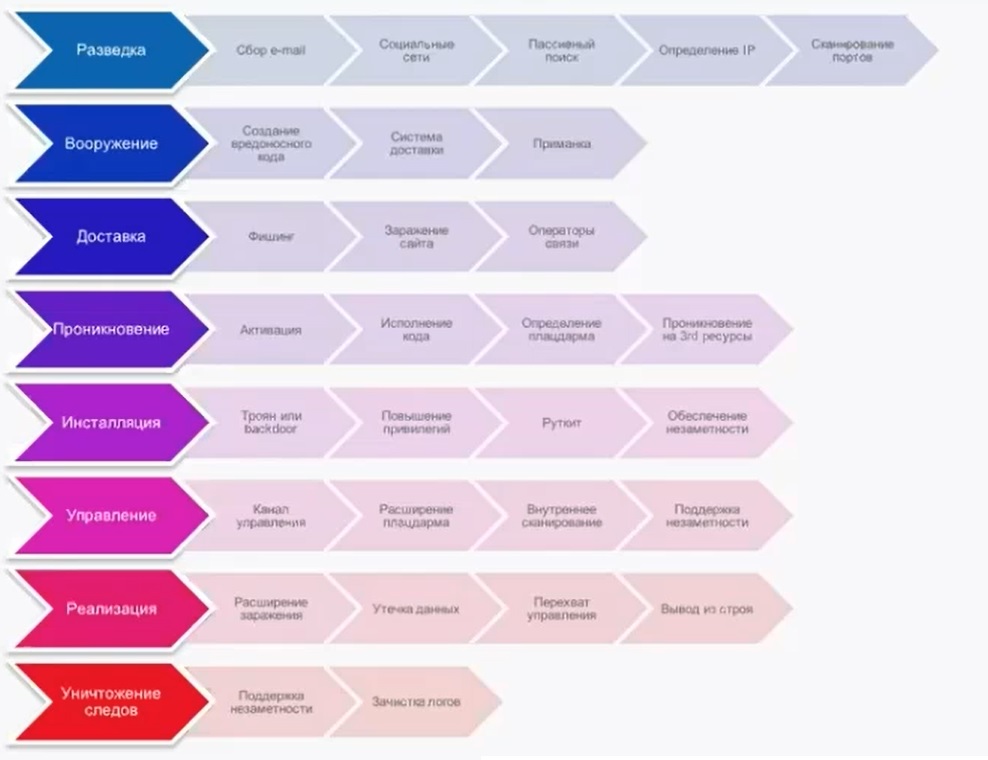 Разведка
Сбор e-mail
Социальные
сети
Пассивный
поиск
Определение IP
Сканирование
портов
Вооружение
Создание
вредоносного
кода
Система
доставки
Приманка
Доставка
Фишинг
Заражение
сайта
Операторы
связи
Проникновение
Активация
Исполнение
кода
Определение
плацдарма
Проникновение
на 3rd ресурсы
Инсталляция
Троян или
backdoor
Повышение
привилегий
Руткит
Обеспечение
незаметности
Управление
Канал
управления
Расширение
плацдарма
Внутреннее
сканирование
Поддержка
незаметности
Реализация
Расширение
заражения
Утечка данных
Перехват
управления
Вывод из строя
Уничтожение
следов
Поддержка
незаметности
Зачистка логов